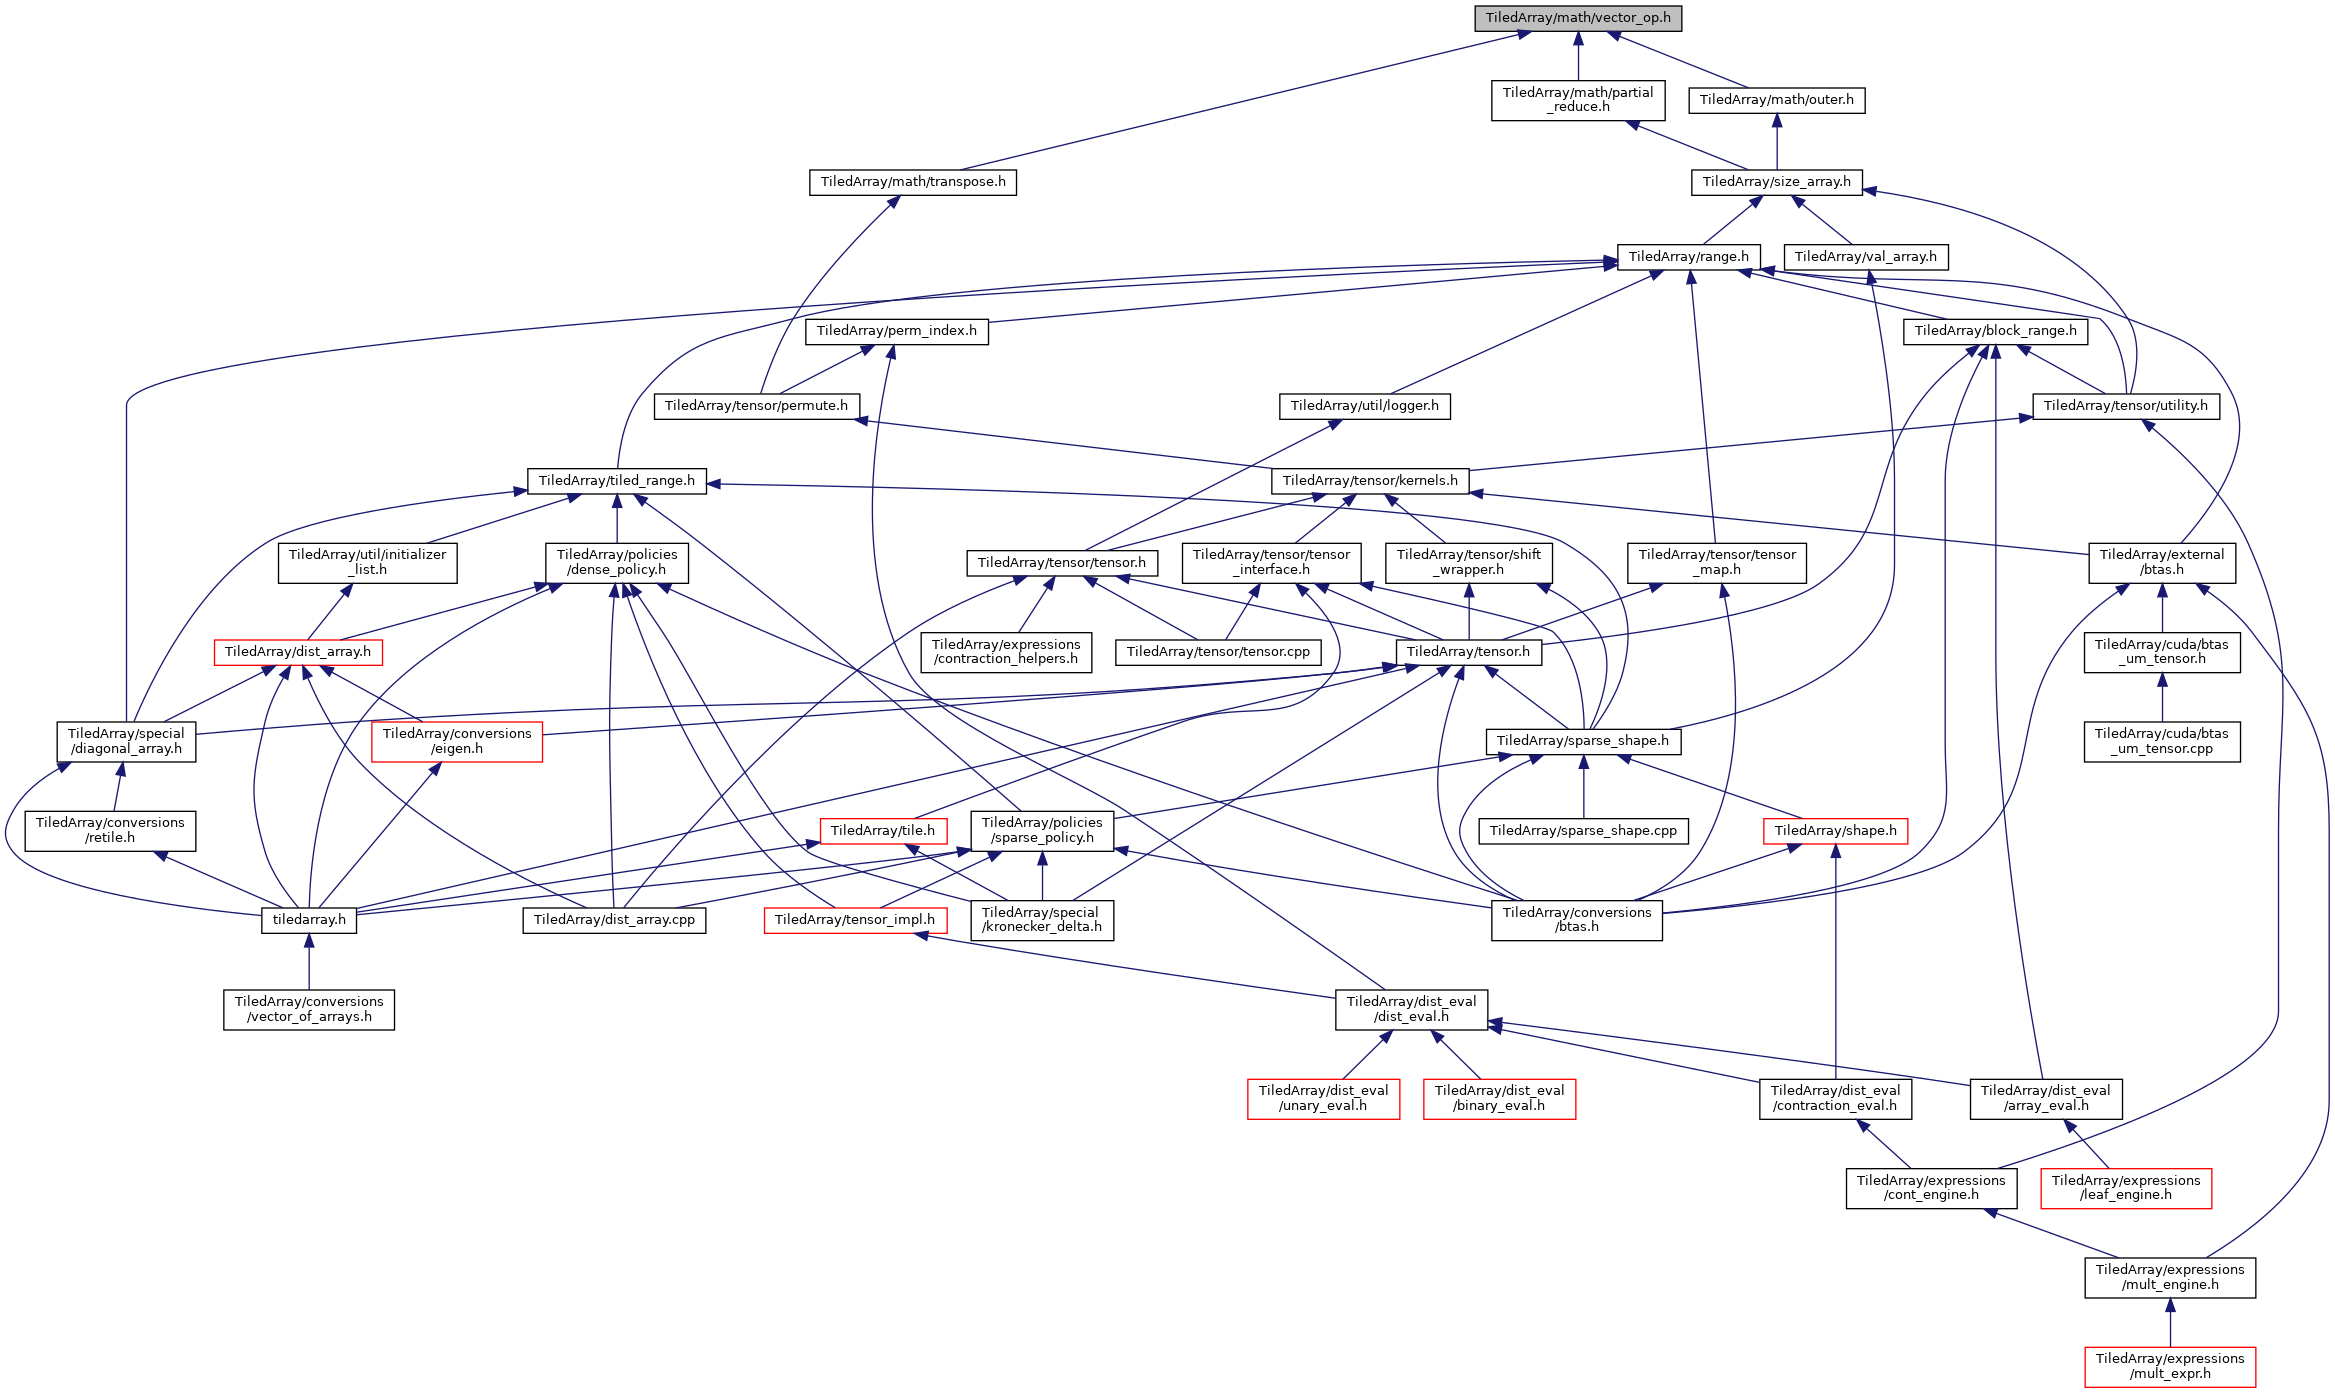 TiledArray/math/vector_op.h
TiledArray/math/partial
_reduce.h
TiledArray/math/outer.h
TiledArray/math/transpose.h
TiledArray/size_array.h
TiledArray/range.h
TiledArray/val_array.h
TiledArray/perm_index.h
TiledArray/block_range.h
TiledArray/tensor/permute.h
TiledArray/util/logger.h
TiledArray/tensor/utility.h
TiledArray/tiled_range.h
TiledArray/tensor/kernels.h
TiledArray/util/initializer
_list.h
TiledArray/policies
/dense_policy.h
TiledArray/tensor/tensor.h
TiledArray/tensor/tensor
_interface.h
TiledArray/tensor/shift
_wrapper.h
TiledArray/tensor/tensor
_map.h
TiledArray/external
/btas.h
TiledArray/dist_array.h
TiledArray/expressions
/contraction_helpers.h
TiledArray/tensor/tensor.cpp
TiledArray/tensor.h
TiledArray/cuda/btas
_um_tensor.h
TiledArray/special
/diagonal_array.h
TiledArray/conversions
/eigen.h
TiledArray/sparse_shape.h
TiledArray/cuda/btas
_um_tensor.cpp
TiledArray/conversions
/retile.h
TiledArray/tile.h
TiledArray/policies
/sparse_policy.h
TiledArray/sparse_shape.cpp
TiledArray/shape.h
tiledarray.h
TiledArray/dist_array.cpp
TiledArray/tensor_impl.h
TiledArray/special
/kronecker_delta.h
TiledArray/conversions
/btas.h
TiledArray/conversions
/vector_of_arrays.h
TiledArray/dist_eval
/dist_eval.h
TiledArray/dist_eval
/unary_eval.h
TiledArray/dist_eval
/binary_eval.h
TiledArray/dist_eval
/contraction_eval.h
TiledArray/dist_eval
/array_eval.h
TiledArray/expressions
/cont_engine.h
TiledArray/expressions
/leaf_engine.h
TiledArray/expressions
/mult_engine.h
TiledArray/expressions
/mult_expr.h